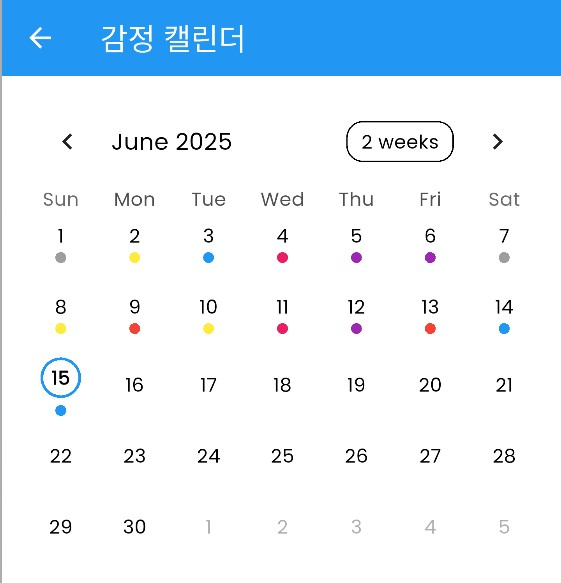 감정 캘린더
June 2025 2 weeks
Sun Mon Tue Wed Thu Fri Sat
1 2 3 4 5 6 7
8 9 10 11 12 13 14
15 16 17 18 19 20 21
22 23 24 25 26 27 28
29 30 1 2 3 4 5